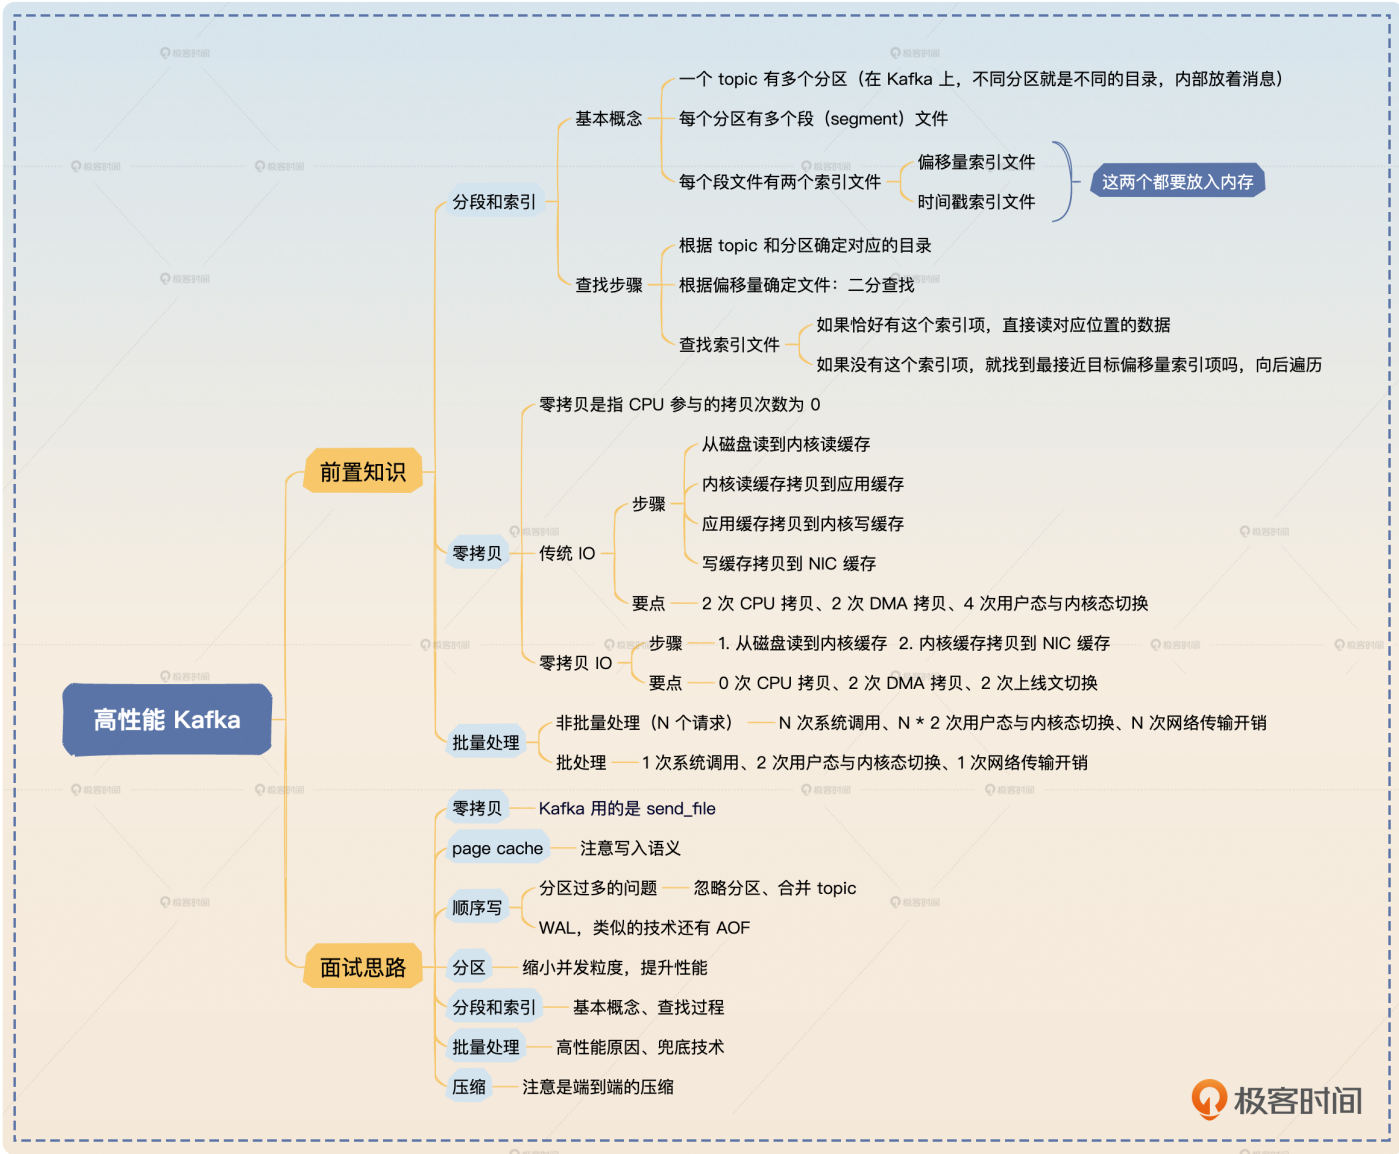 高性能 Kafka
前置知识
分段和索引
基本概念
一个 topic 有多个分区（在 Kafka 上，不同分区就是不同的目录，内部放着消息）
每个分区有多个段（segment）文件
每个段文件有两个索引文件
偏移量索引文件
时间戳索引文件
这两个都要放入内存
查找步骤
根据 topic 和分区确定对应的目录
根据偏移量确定文件：二分查找
查找索引文件
如果恰好有这个索引项，直接读对应位置的数据
如果没有这个索引项，就找到最接近目标偏移量索引项吗，向后遍历
零拷贝
零拷贝是指 CPU 参与的拷贝次数为 0
传统 IO
步骤
从磁盘读到内核读缓存
内核读缓存拷贝到应用缓存
应用缓存拷贝到内核写缓存
写缓存拷贝到 NIC 缓存
要点
2 次 CPU 拷贝、2 次 DMA 拷贝、4 次用户态与内核态切换
零拷贝 IO
步骤
1. 从磁盘读到内核缓存 2. 内核缓存拷贝到 NIC 缓存
要点
0 次 CPU 拷贝、2 次 DMA 拷贝、2 次上线文切换
批量处理
非批量处理（N 个请求）
N 次系统调用、N * 2 次用户态与内核态切换、N 次网络传输开销
批处理
1 次系统调用、2 次用户态与内核态切换、1 次网络传输开销
面试思路
零拷贝
Kafka 用的是 send_file
page cache
注意写入语义
顺序写
分区过多的问题
忽略分区、合并 topic
WAL，类似的技术还有 AOF
分区
缩小并发粒度，提升性能
分段和索引
基本概念、查找过程
批量处理
高性能原因、兜底技术
压缩
注意是端到端的压缩
极客时间